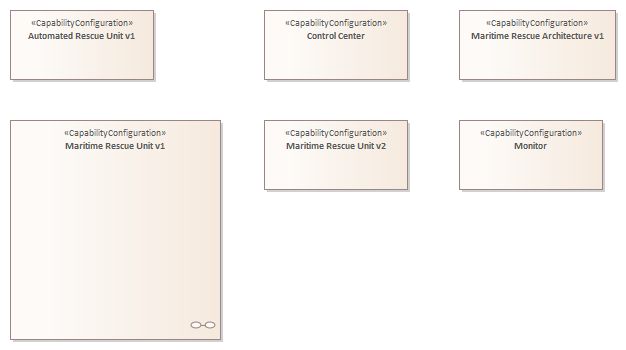 «CapabilityConfiguration»
Automated Rescue Unit v1
«CapabilityConfiguration»
Control Center
«CapabilityConfiguration»
Maritime Rescue Architecture v1
«CapabilityConfiguration»
Maritime Rescue Unit v1
«CapabilityConfiguration»
Maritime Rescue Unit v2
«CapabilityConfiguration»
Monitor